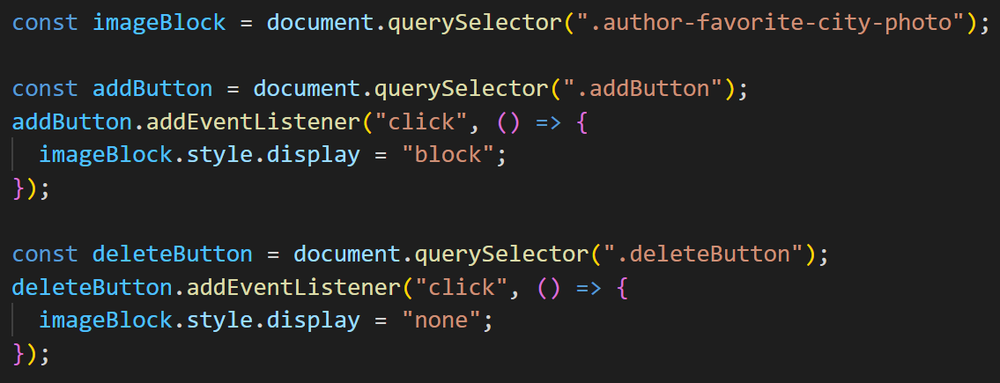 const imageBlock = document.querySelector(".author-favorite-city-photo");
const addButton = document.querySelector(".addButton");
addButton.addEventListener("click", () => {
  imageBlock.style.display = "block";
});
const deleteButton = document.querySelector(".deleteButton");
deleteButton.addEventListener("click", () => {
  imageBlock.style.display = "none";
});